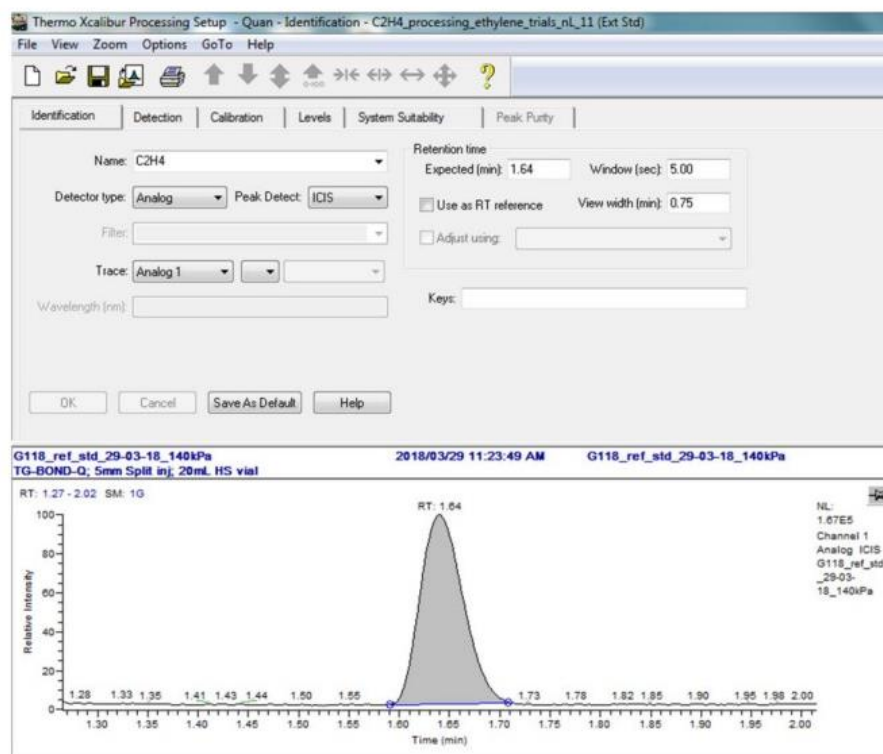 Thermo Xcalibur Processing Setup - Quan - Identification - C2H4_processing_ethylene_trials_nL_11 (Ext Std)
File View Zoom Options GoTo Help
0-100
Identification Detection Calibration Levels System Suitability Peak Purity
Name: C2H4
Detector type: Analog Peak Detect: ICIS
Filter:
Trace: Analog 1
Wavelength (nm):
Retention time
Expected (min): 1.64 Window (sec): 5.00
Use as RT reference View width (min): 0.75
Adjust using:
Keys:
OK Cancel Save As Default Help
G118_ref_std_29-03-18_140kPa 2018/03/29 11:23:49 AM G118_ref_std_29-03-18_140kPa
TG-BOND-Q; 5mm Split inj; 20mL HS vial
RT: 1.27 - 2.02 SM: 1G
RT: 1.64
NL:
1.67E5
Channel 1
Analog ICIS
G118_ref_std
_29-03-
18_140kPa
Relative Intensity
100
80
60
40
20
0
1.28 1.33 1.35 1.41 1.43 1.44 1.50 1.55 1.73 1.78 1.82 1.85 1.90 1.95 1.98 2.00
1.30 1.35 1.40 1.45 1.50 1.55 1.60 1.65 1.70 1.75 1.80 1.85 1.90 1.95 2.00
Time (min)